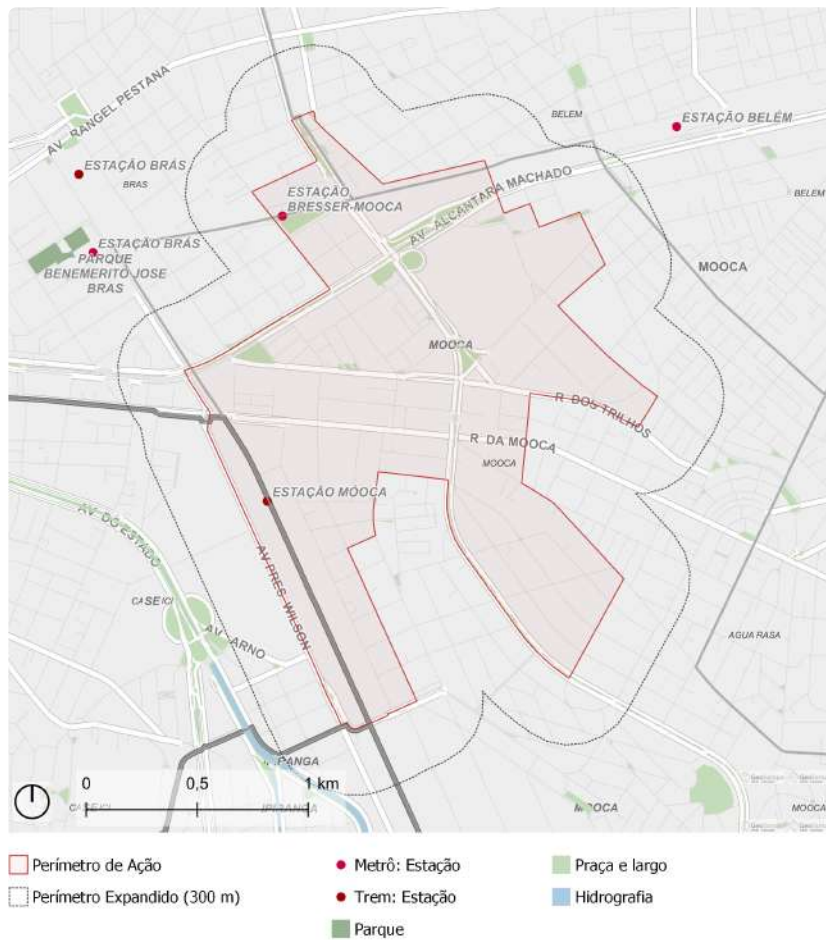 AV. RANGEL PESTANA
BELEM
ESTAÇÃO BELÉM
ESTAÇÃO BRÁS
BRAS
ESTAÇÃO
BRESSER-MOOCA
AV. ALCANTARA MACHADO
BELEM
ESTAÇÃO BRÁS
PARQUE
BENEMERITO JOSE
BRAS
MOOCA
MOOCA
R DOS TRILHOS
R DA MOOCA
MOOCA
ESTAÇÃO MOOCA
AV. DO ESTADO
AV PRES. WILSON
AV. ARNO
AGUA RASA
0
0,5
1 km
MOOCA
MOOCA
Perímetro de Ação
Metrô: Estação
Praça e largo
Perímetro Expandido (300 m)
Trem: Estação
Hidrografia
Parque